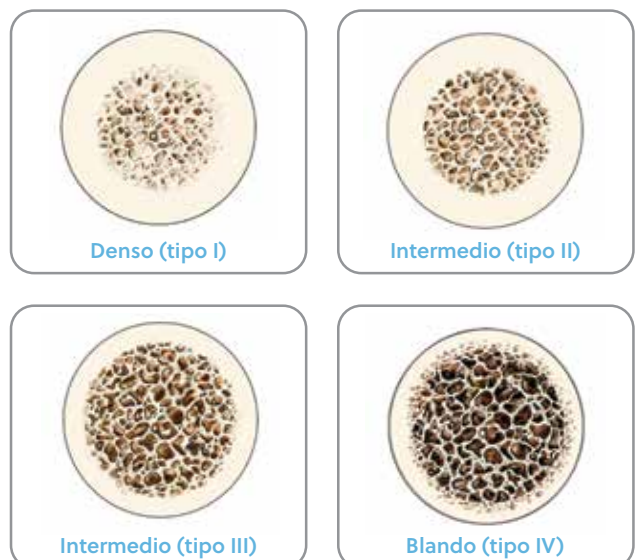 Denso (tipo I)
Intermedio (tipo II)
Intermedio (tipo III)
Blando (tipo IV)